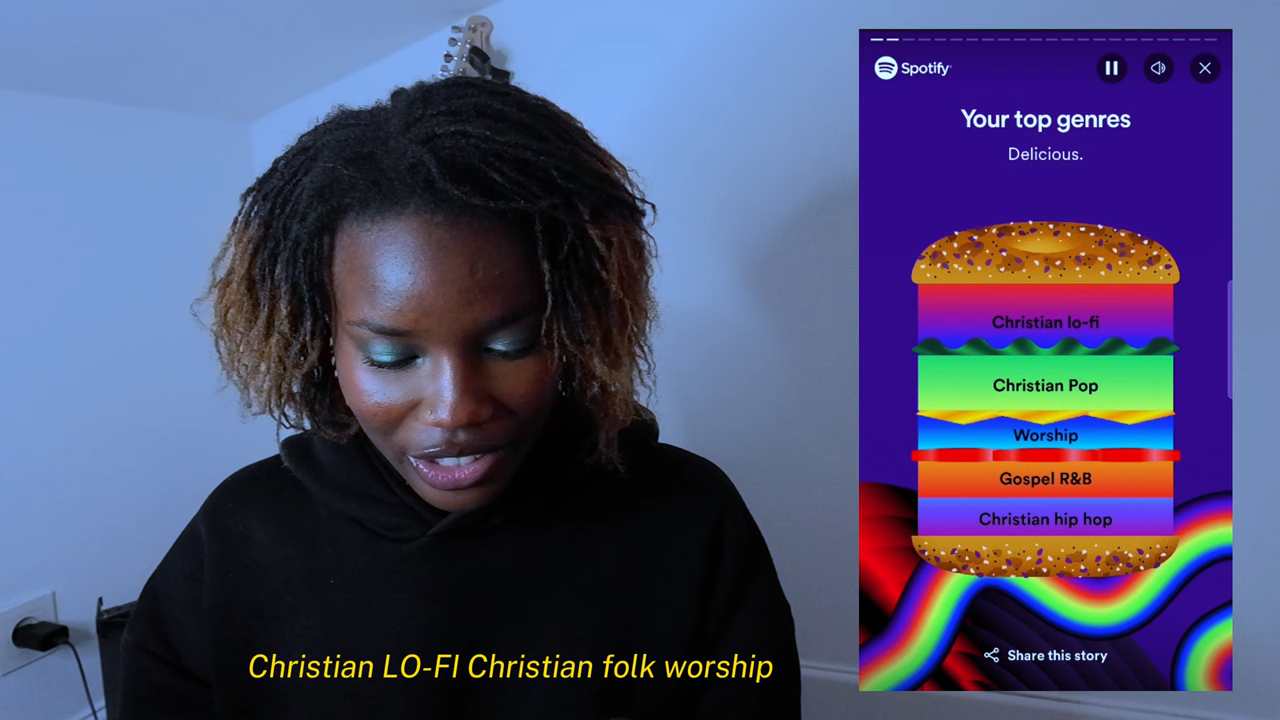 Spotify
Your top genres
Delicious.
Christian lo-fi
Christian Pop
Worship
Gospel R&B
Christian hip hop
Share this story
Christian LO-FI Christian folk worship